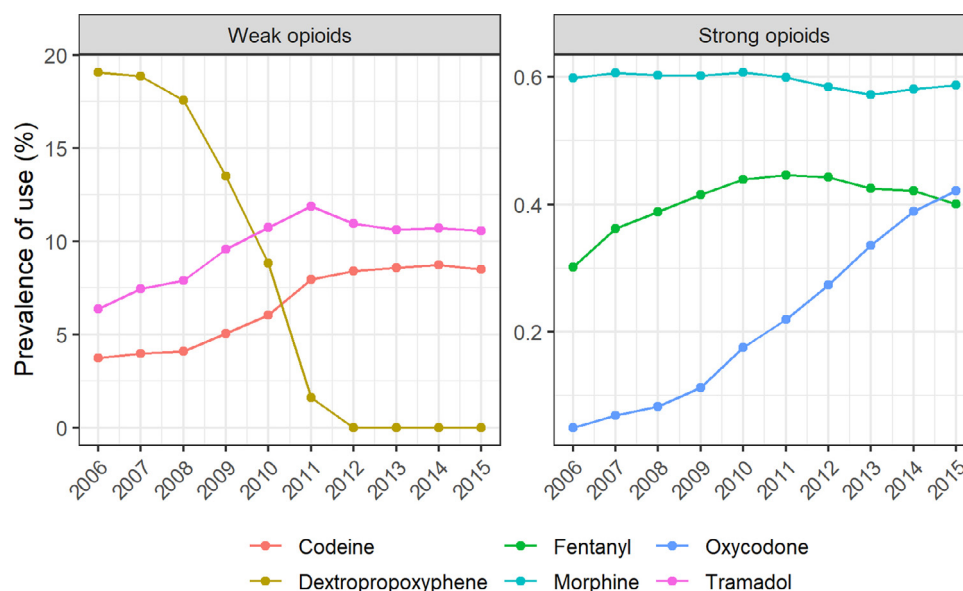 Weak opioids
Strong opioids
Prevalence of use (%)
20
15
10
5
0
0.6
0.4
0.2
2006 2007 2008 2009 2010 2011 2012 2013 2014 2015
2006 2007 2008 2009 2010 2011 2012 2013 2014 2015
Codeine Fentanyl Oxycodone
Dextropropoxyphene Morphine Tramadol